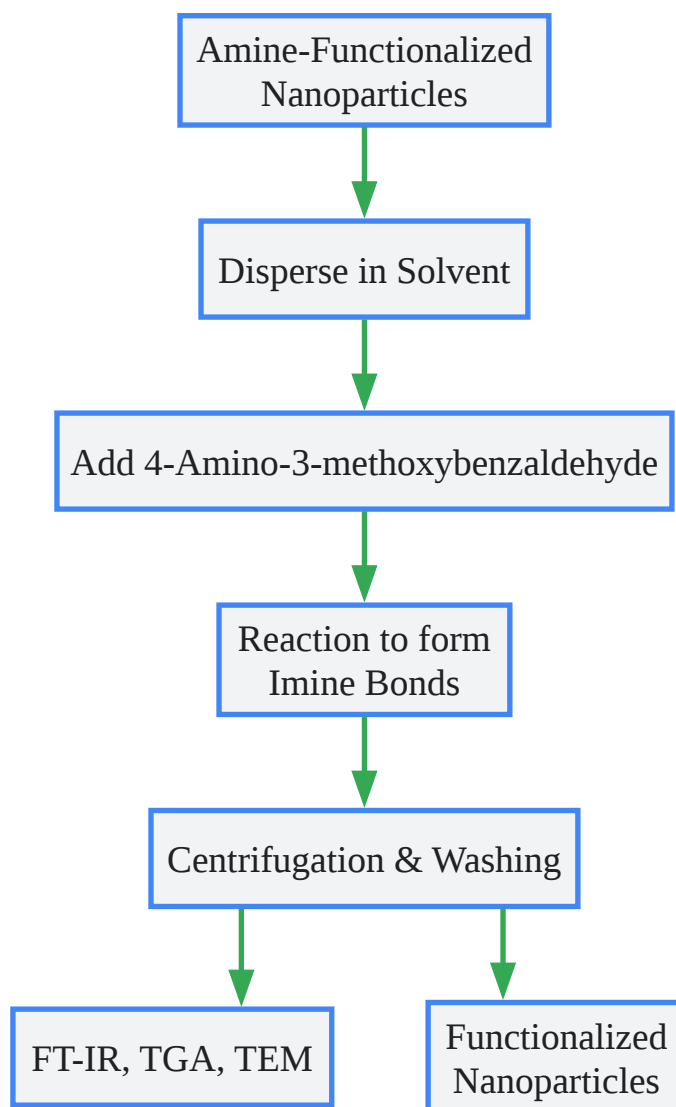 Amine-Functionalized
Nanoparticles
Disperse in Solvent
Add 4-Amino-3-methoxybenzaldehyde
Reaction to form
Imine Bonds
Centrifugation & Washing
FT-IR, TGA, TEM
Functionalized
Nanoparticles